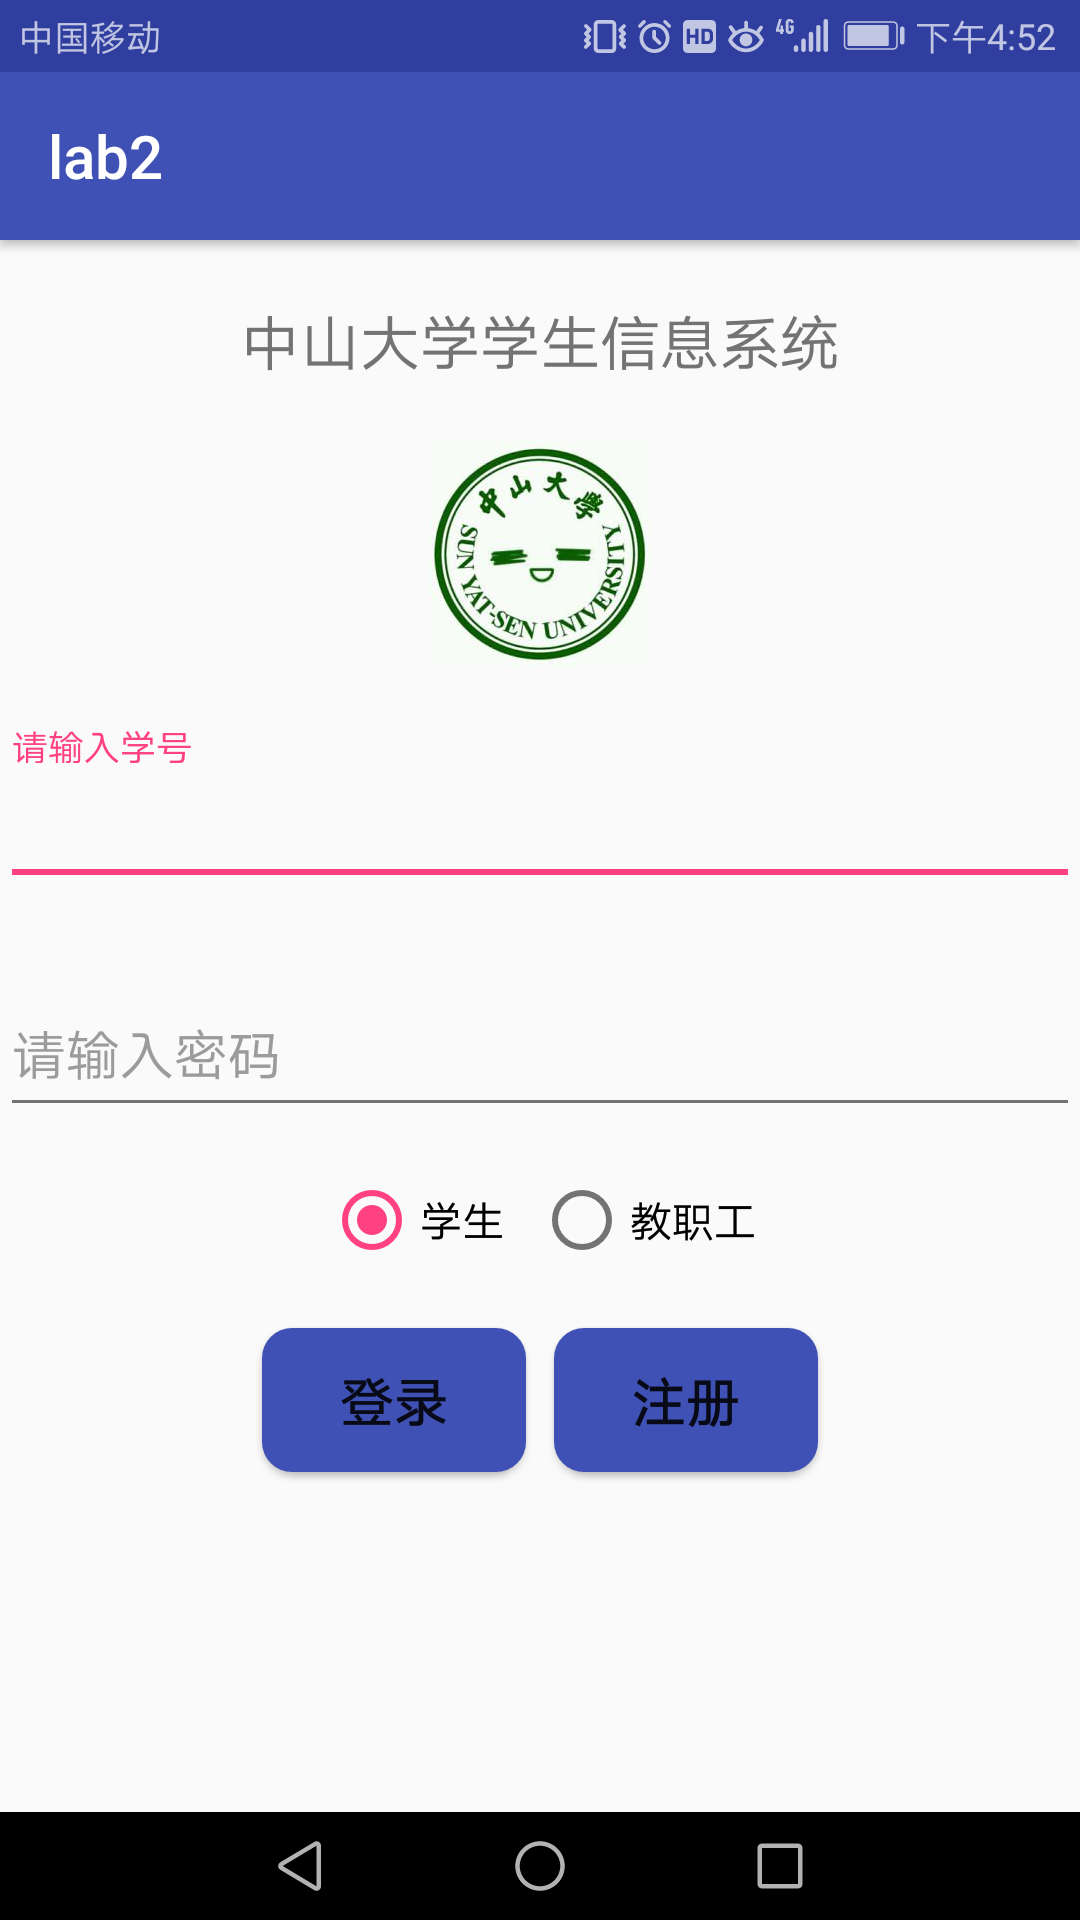 中国移动 HD 4G 下午4:52
lab2
中山大学学生信息系统
中山大學
SUN YAT-SEN UNIVERSITY
请输入学号
请输入密码
学生 教职工
登录 注册